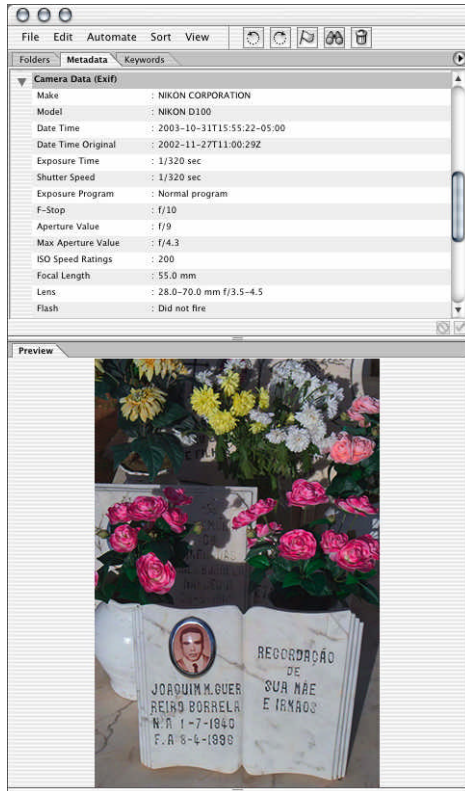 File Edit Automate Sort View
Folders Metadata Keywords
Camera Data (Exif)
Make : NIKON CORPORATION
Model : NIKON D100
Date Time : 2003-10-31T15:55:22-05:00
Date Time Original : 2002-11-27T11:00:29Z
Exposure Time : 1/320 sec
Shutter Speed : 1/320 sec
Exposure Program : Normal program
F-Stop : f/10
Aperture Value : f/9
Max Aperture Value : f/4.3
ISO Speed Ratings : 200
Focal Length : 55.0 mm
Lens : 28.0-70.0 mm f/3.5-4.5
Flash : Did not fire
Preview
JOAQUIM M. GUER
REIRO BORRELA
N. A 1-7-1940
F. A
RECORDAÇÃO
DE
SUA MÃE
E IRMAOS